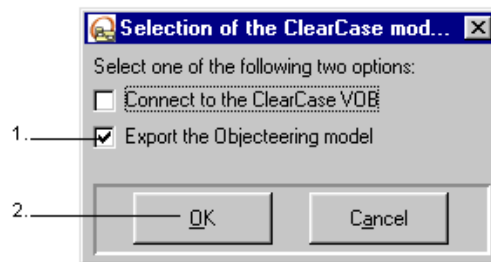 Selection of the ClearCase mod...
Select one of the following two options:
Connect to the ClearCase VOB
1. Export the Objecteering model
2. OK Cancel